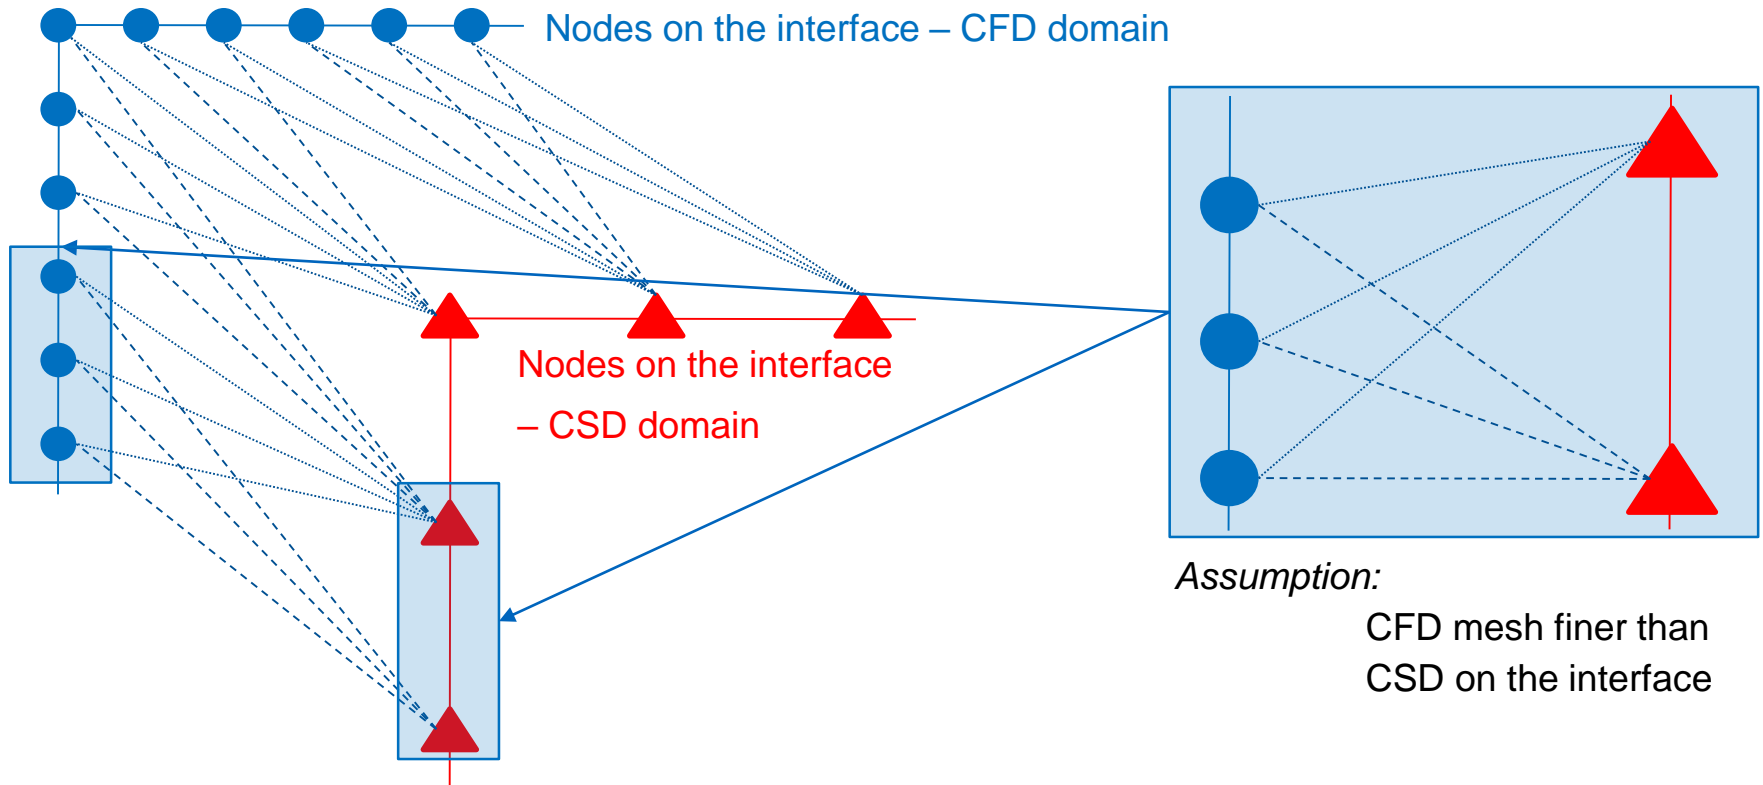 Nodes on the interface – CFD domain
Nodes on the interface
– CSD domain
Assumption:
CFD mesh finer than
CSD on the interface